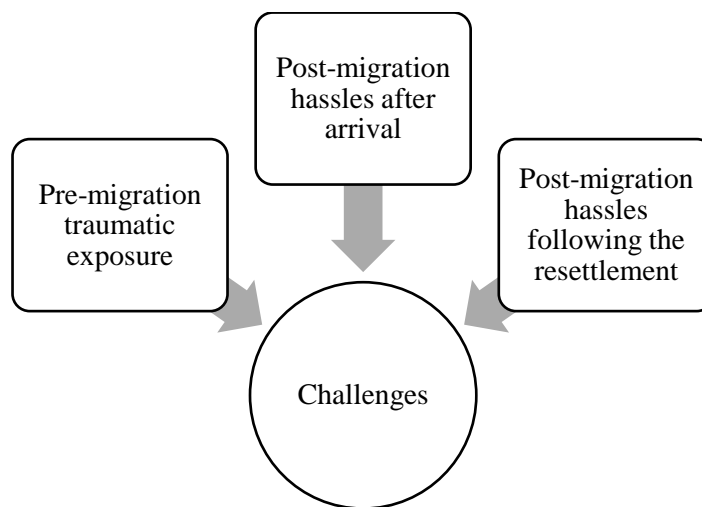 Post-migration
hassles after
arrival
Pre-migration
traumatic
exposure
Post-migration
hassles
following the
resettlement
Challenges